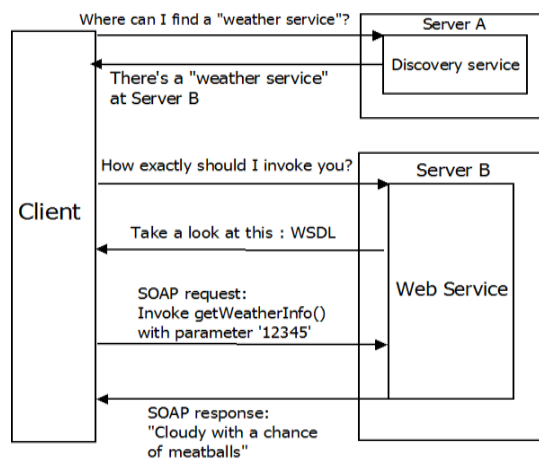 Where can I find a "weather service"?
Server A
Discovery service
There's a "weather service"
at Server B
How exactly should I invoke you?
Server B
Client
Take a look at this : WSDL
Web Service
SOAP request:
Invoke getWeatherInfo()
with parameter '12345'
SOAP response:
"Cloudy with a chance
of meatballs"